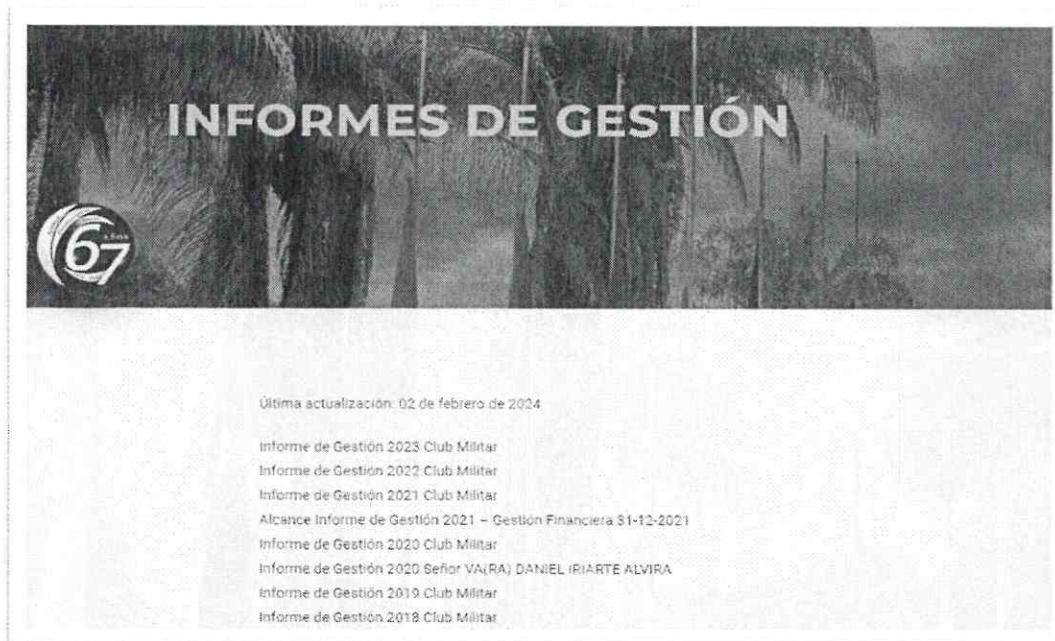 INFORMES DE GESTIÓN
67
años
Última actualización: 02 de febrero de 2024
Informe de Gestión 2023 Club Militar
Informe de Gestión 2022 Club Militar
Informe de Gestión 2021 Club Militar
Alcance Informe de Gestión 2021 – Gestión Financiera 31-12-2021
Informe de Gestión 2020 Club Militar
Informe de Gestión 2020 Señor VA(RA) DANIEL IRIARTE ALVIRA
Informe de Gestión 2019 Club Militar
Informe de Gestión 2018 Club Militar